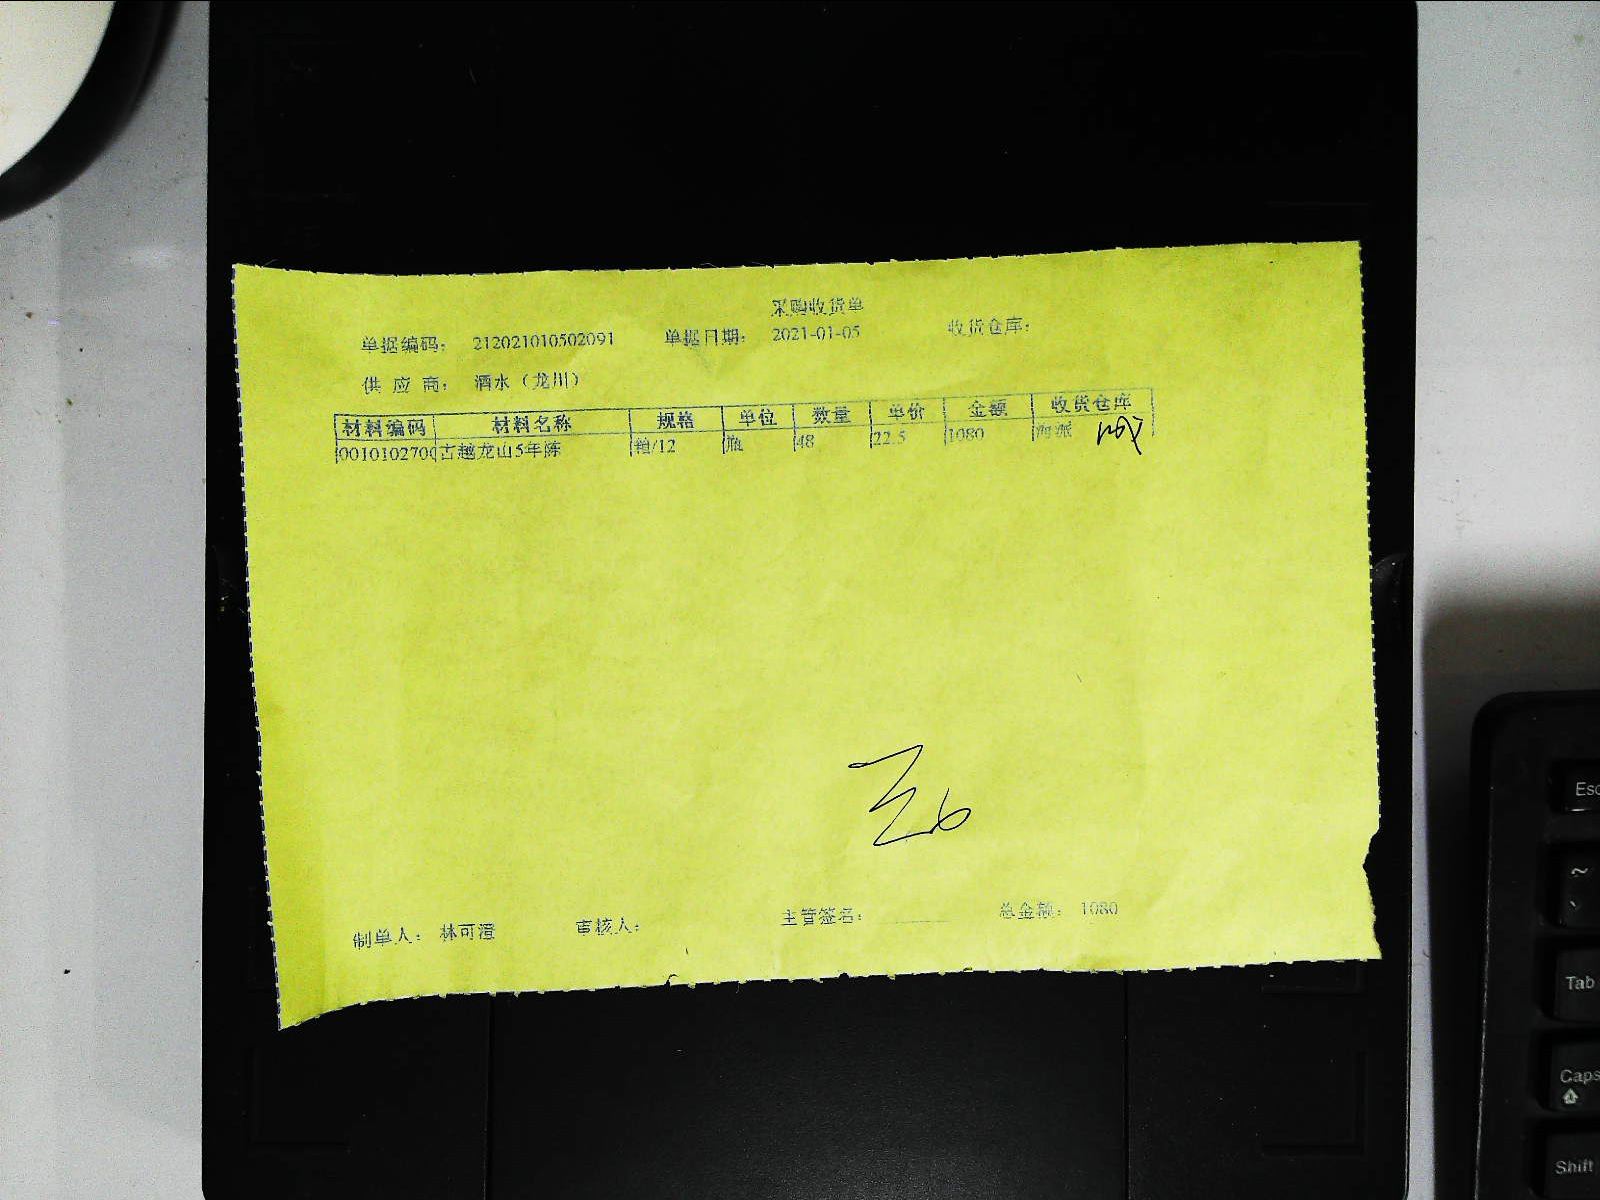 采购收货单
单据编码： 212021010502091 单据日期： 2021-01-05 收货仓库：
供 应 商： 酒水（龙川）
材料编码 材料名称 规格 单位 数量 单价 金额 收货仓库
0010102700 古越龙山5年陈 箱/12 瓶 48 22.5 1080 海派
制单人： 林可澄 审核人： 主管签名： 总金额： 1080
Esc
~
Tab
Caps
Shift